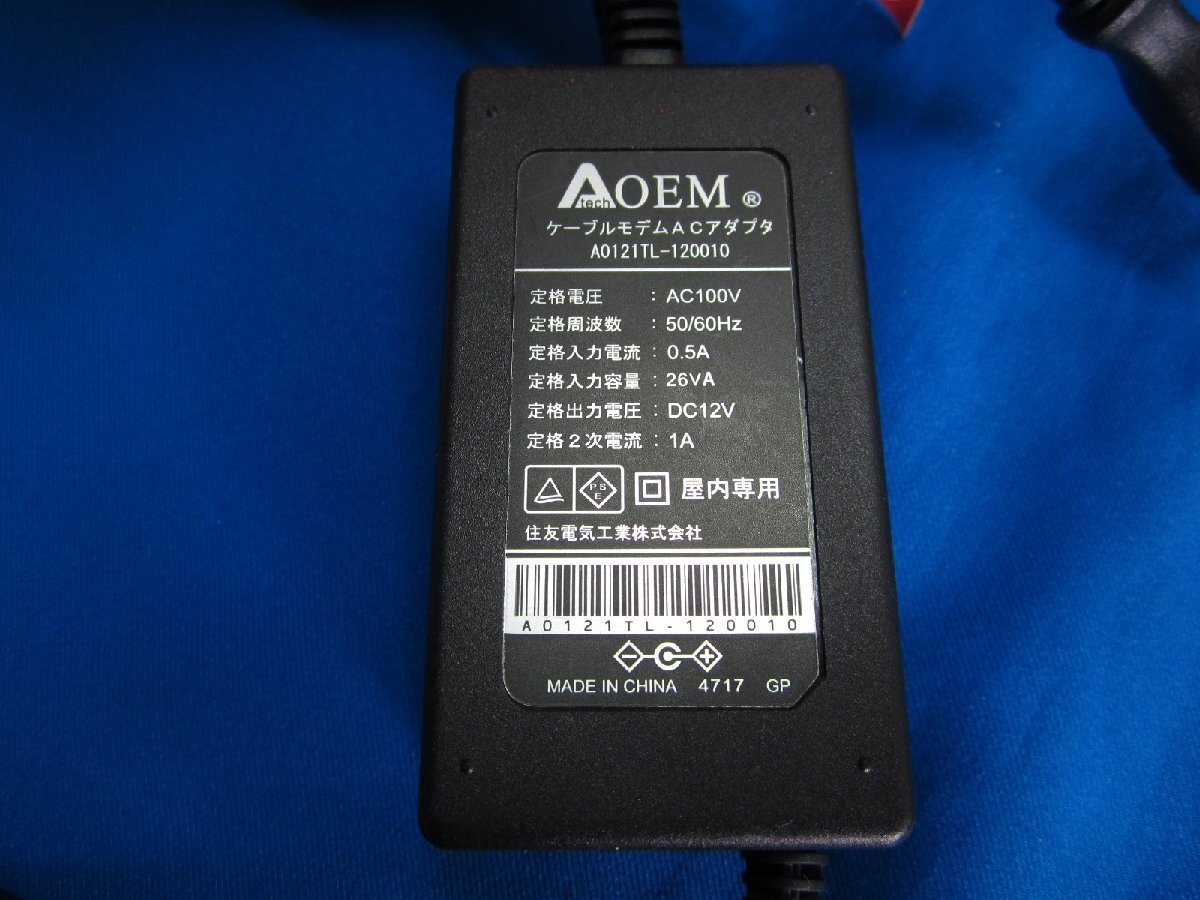 Atech OEM ®
ケーブルモデムACアダプタ
A0121TL-120010
定格電圧 : AC100V
定格周波数 : 50/60Hz
定格入力電流 : 0.5A
定格入力容量 : 26VA
定格出力電圧 : DC12V
定格2次電流 : 1A
PSE 屋内専用
住友電気工業株式会社
A0121TL-120010
MADE IN CHINA 4717 GP